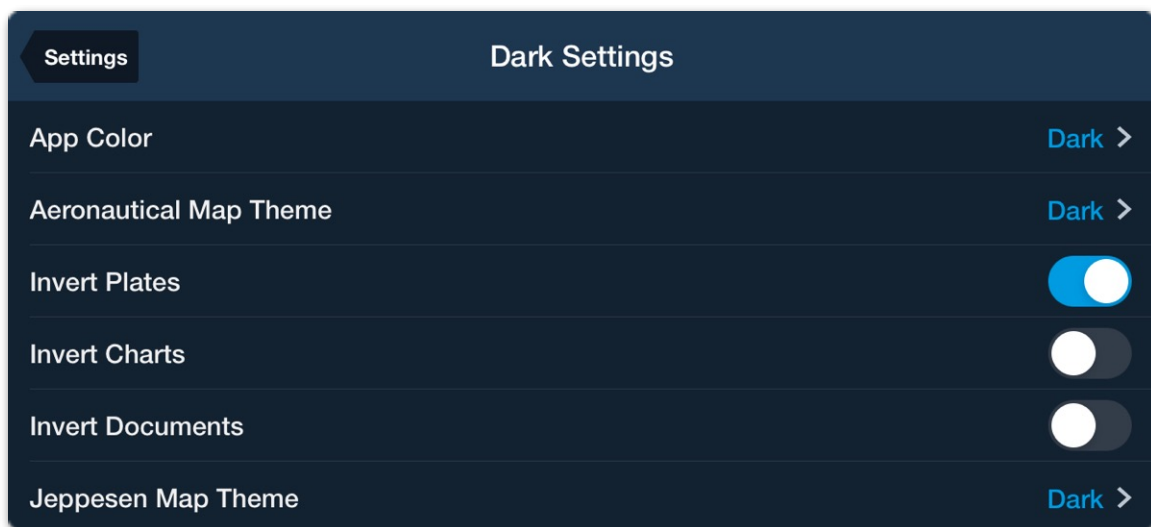 Settings
Dark Settings
App Color Dark
Aeronautical Map Theme Dark
Invert Plates
Invert Charts
Invert Documents
Jeppesen Map Theme Dark